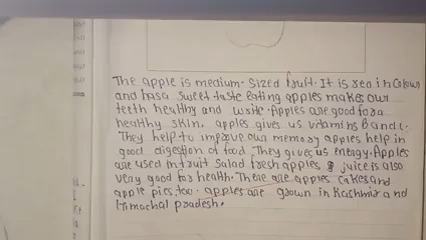 The apple is medium-sized fruit. It is red in colour
and has a sweet taste eating apples makes our
teeth healthy and write. Apples are good for a
healthy skin. apples gives us vitamins B and c.
They help to improve our memory apples help in
good digestion of food. They gives us energy. Apples
are used in fruit salad fresh apples juice is also
very good for health. There are apples cakes and
apple pies, too. apples are grown in Kashmir and
Himachal pradesh.